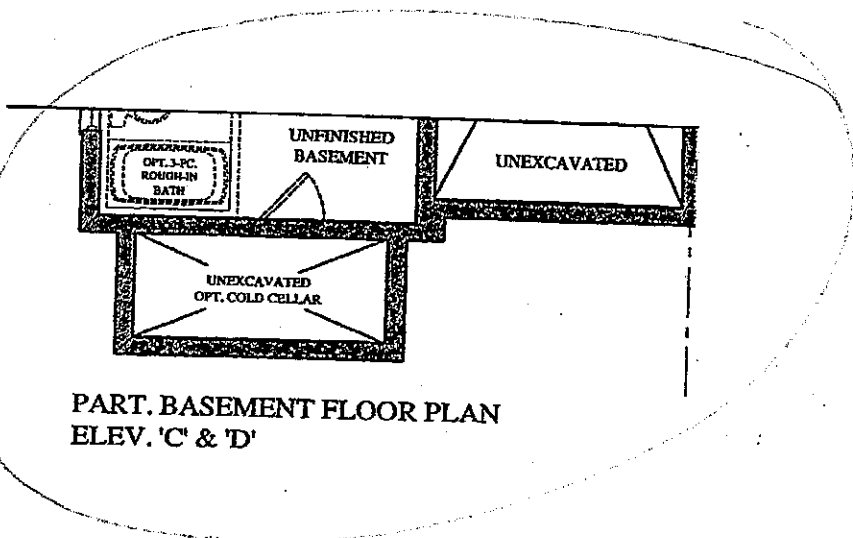 UNFINISHED
BASEMENT
OPT. 3-PC.
ROUGH-IN
BATH
UNEXCAVATED
UNEXCAVATED
OPT. COLD CELLAR
PART. BASEMENT FLOOR PLAN
ELEV. 'C' & 'D'